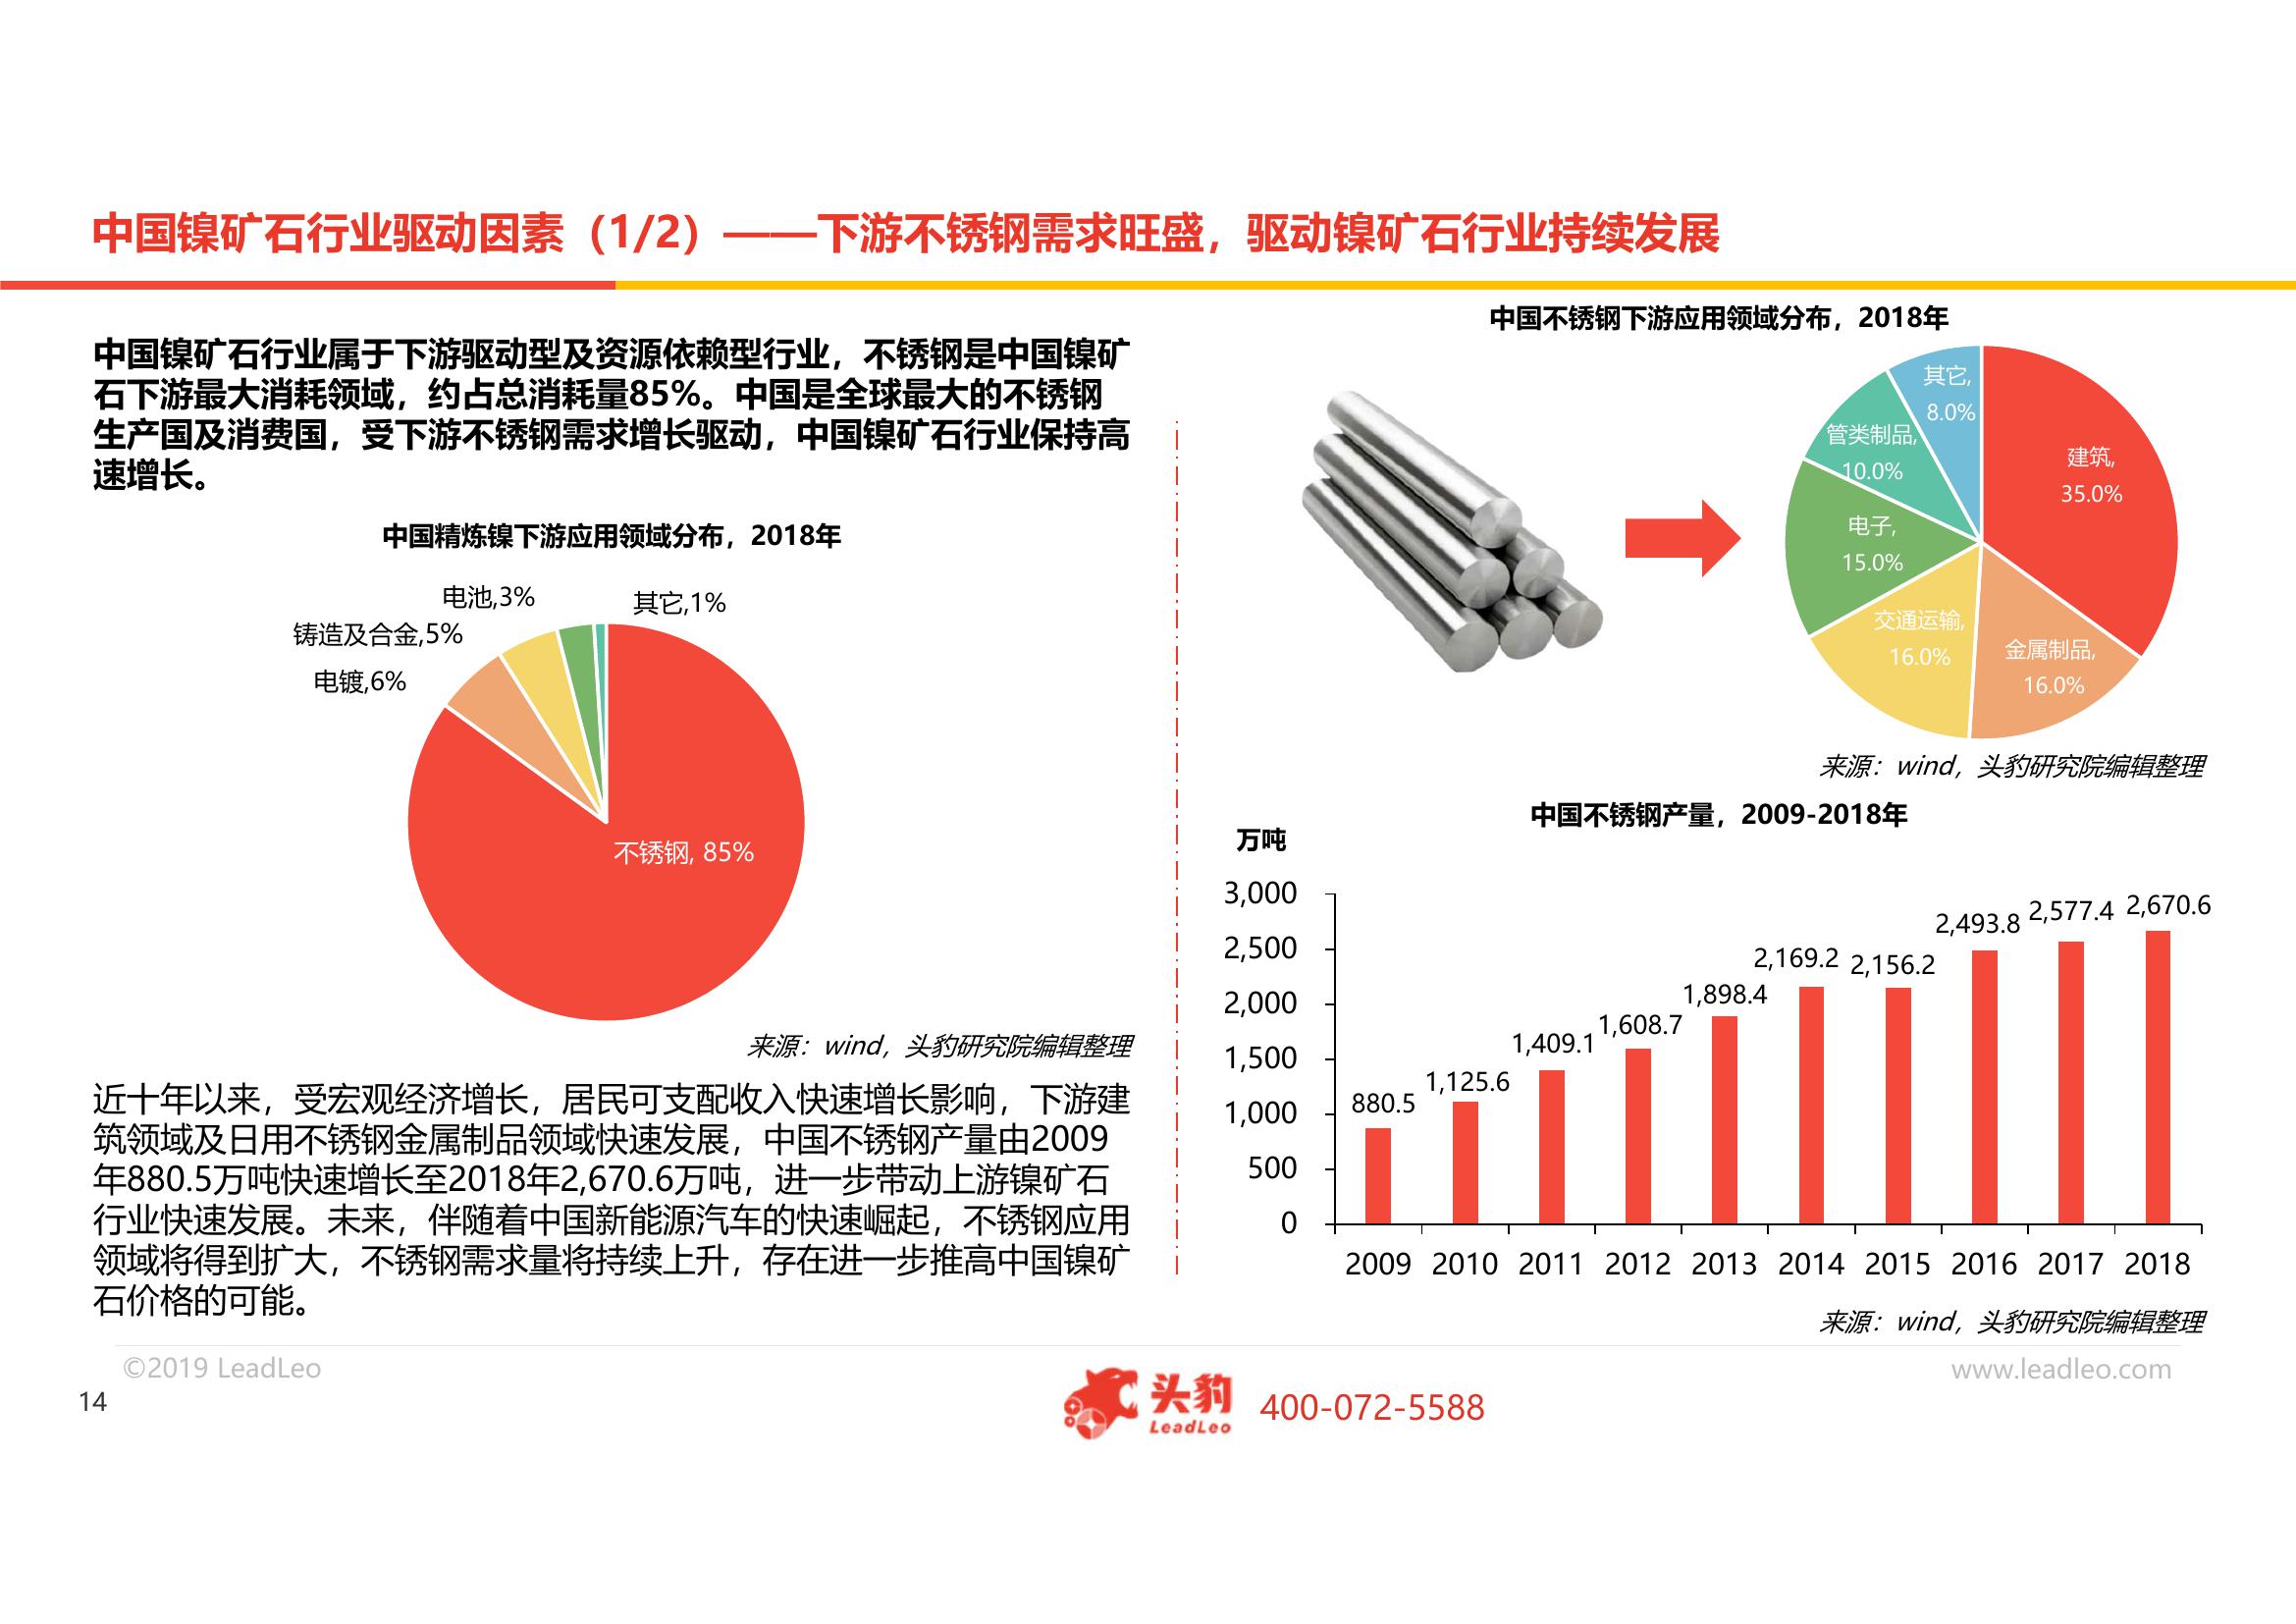 中国镍矿石行业驱动因素（1/2）——下游不锈钢需求旺盛，驱动镍矿石行业持续发展
中国镍矿石行业属于下游驱动型及资源依赖型行业，不锈钢是中国镍矿
石下游最大消耗领域，约占总消耗量85%。中国是全球最大的不锈钢
生产国及消费国，受下游不锈钢需求增长驱动，中国镍矿石行业保持高
速增长。
中国精炼镍下游应用领域分布，2018年
电池,3%
其它,1%
铸造及合金,5%
电镀,6%
不锈钢, 85%
来源：wind，头豹研究院编辑整理
近十年以来，受宏观经济增长，居民可支配收入快速增长影响，下游建
筑领域及日用不锈钢金属制品领域快速发展，中国不锈钢产量由2009
年880.5万吨快速增长至2018年2,670.6万吨，进一步带动上游镍矿石
行业快速发展。未来，伴随着中国新能源汽车的快速崛起，不锈钢应用
领域将得到扩大，不锈钢需求量将持续上升，存在进一步推高中国镍矿
石价格的可能。
中国不锈钢下游应用领域分布，2018年
其它,
8.0%
管类制品,
10.0%
建筑,
35.0%
电子,
15.0%
交通运输,
16.0%
金属制品,
16.0%
来源：wind，头豹研究院编辑整理
中国不锈钢产量，2009-2018年
万吨
3,000
2,500
2,000
1,500
1,000
500
0
880.5
1,125.6
1,409.1
1,608.7
1,898.4
2,169.2
2,156.2
2,493.8
2,577.4
2,670.6
2009 2010 2011 2012 2013 2014 2015 2016 2017 2018
来源：wind，头豹研究院编辑整理
©2019 LeadLeo
www.leadleo.com
14
头豹
LeadLeo
400-072-5588